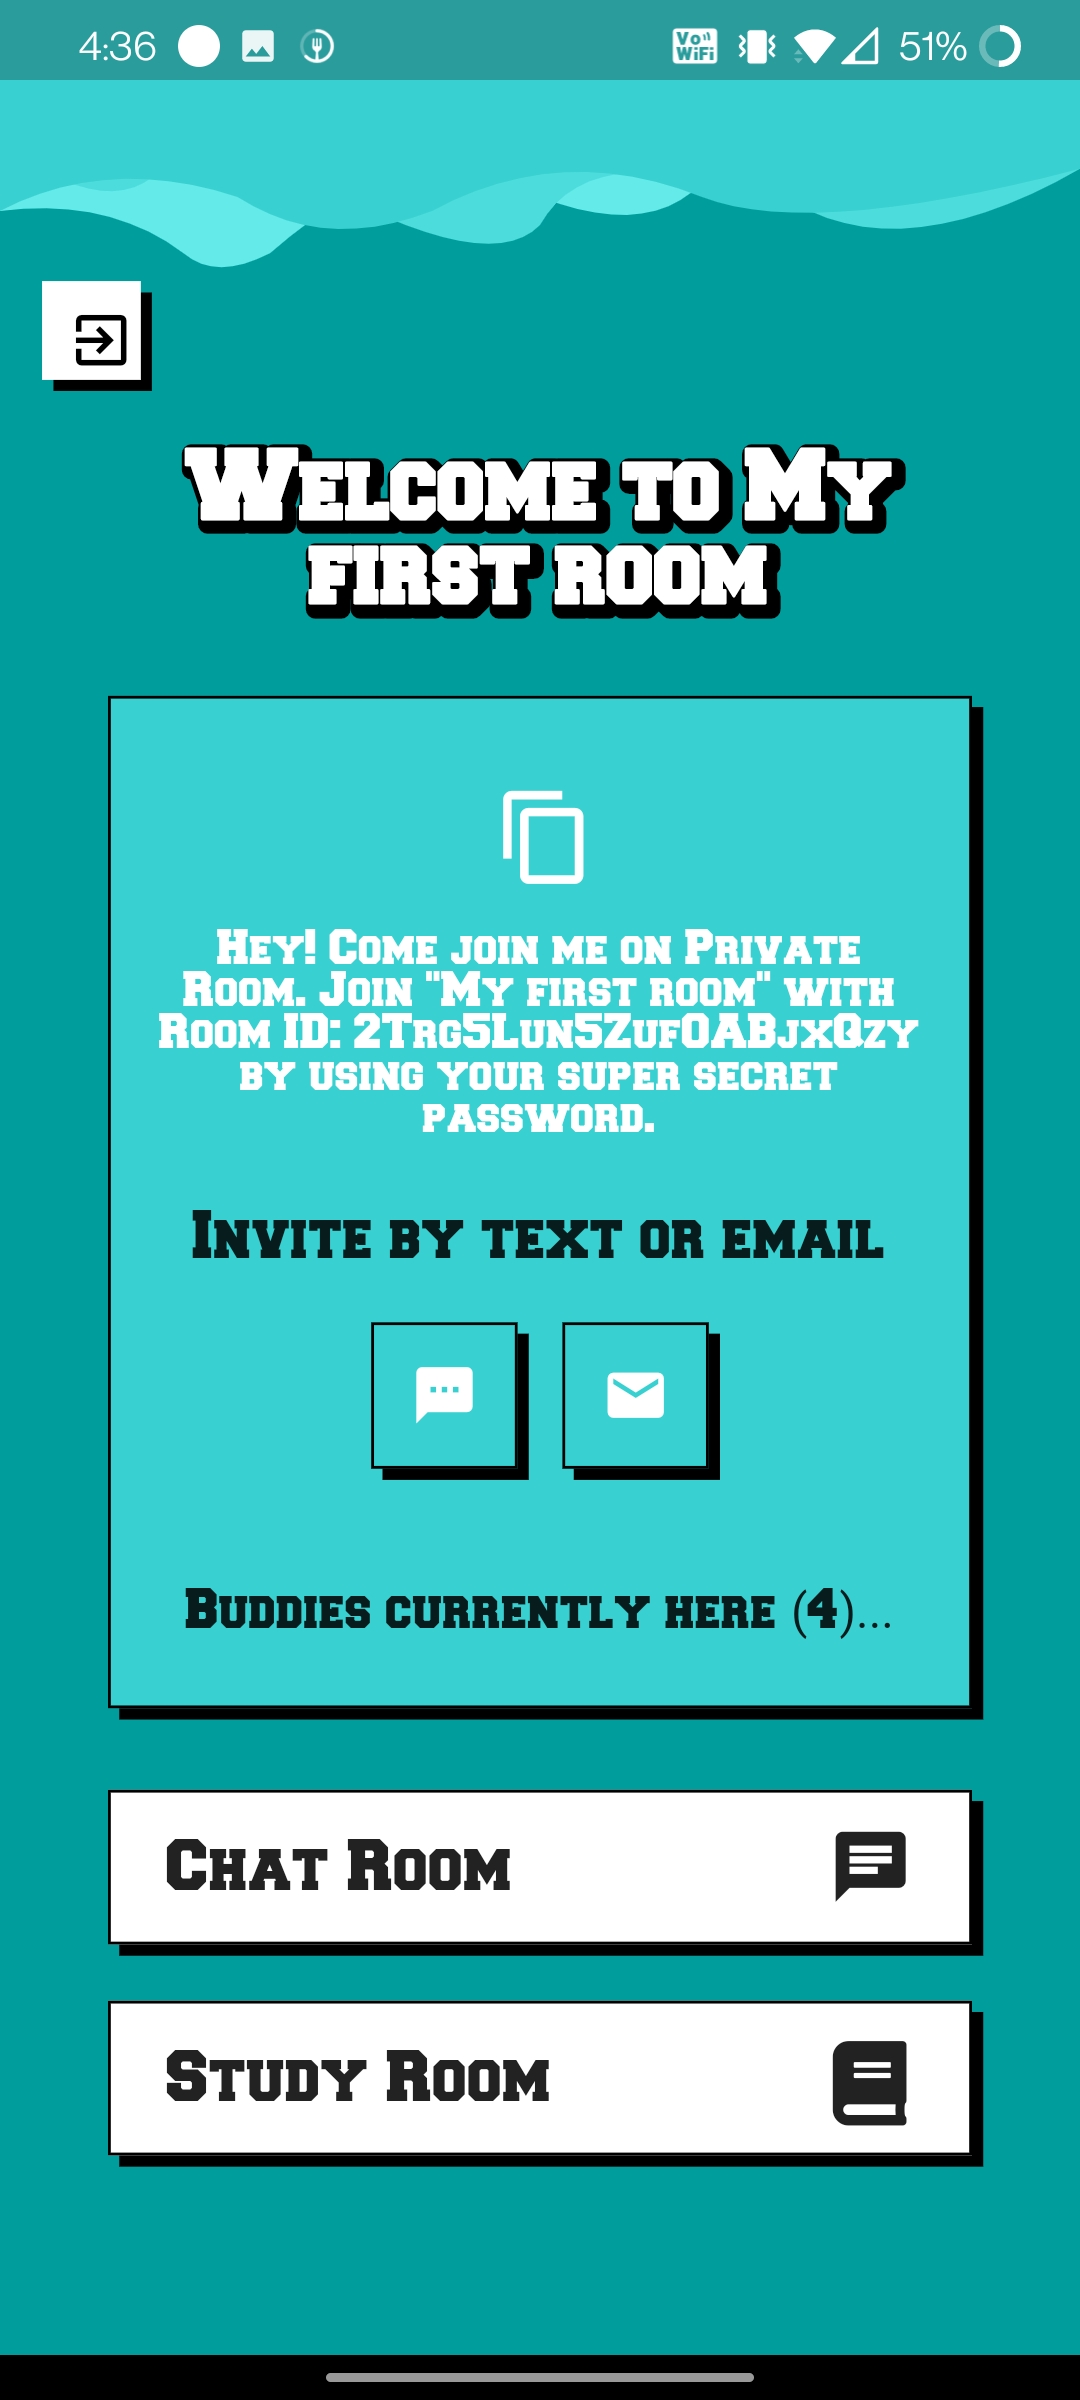 4:36
Vo WiFi
51%
Welcome to My
first room
Hey! Come join me on Private
Room. Join "My first room" with
Room ID: 2Trg5Lun5Zuf0ABjxQzy
by using your super secret
password.
Invite by text or email
Buddies currently here (4)...
Chat Room
Study Room